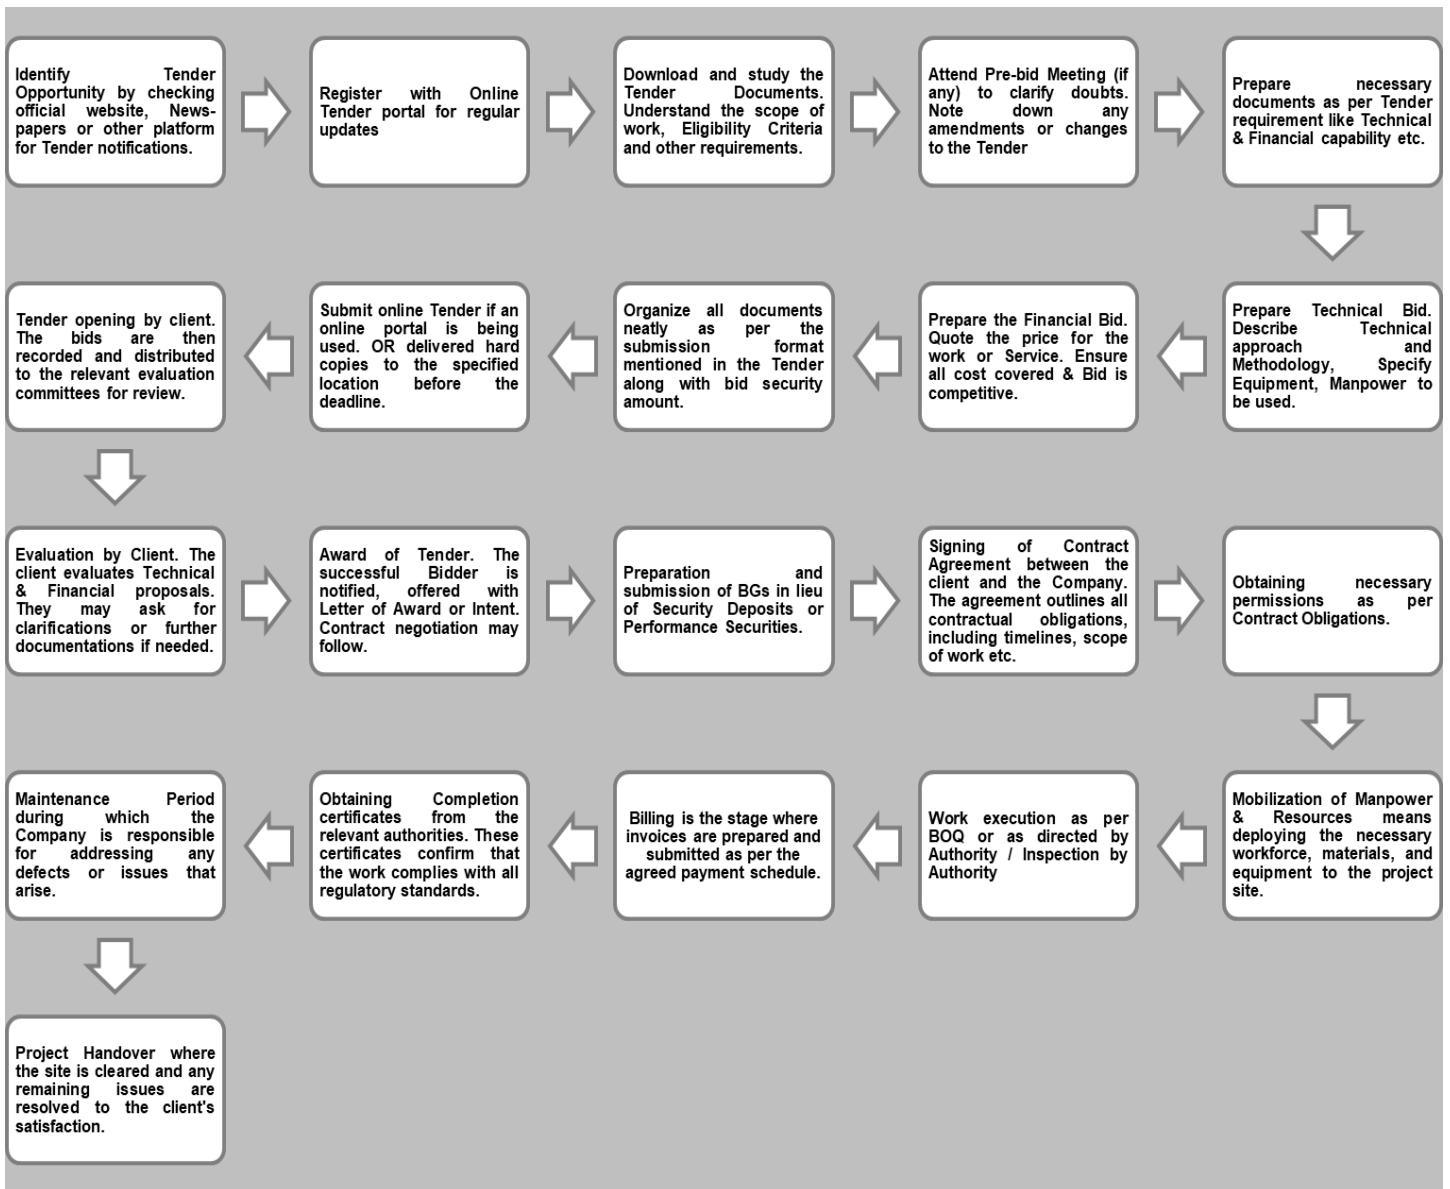 Identify Tender
Opportunity by checking
official website, News-
papers or other platform
for Tender notifications.
Register with Online
Tender portal for regular
updates
Download and study the
Tender Documents.
Understand the scope of
work, Eligibility Criteria
and other requirements.
Attend Pre-bid Meeting (if
any) to clarify doubts.
Note down any
amendments or changes
to the Tender
Prepare necessary
documents as per Tender
requirement like Technical
& Financial capability etc.
Prepare Technical Bid.
Describe Technical
approach and
Methodology, Specify
Equipment, Manpower to
be used.
Prepare the Financial Bid.
Quote the price for the
work or Service. Ensure
all cost covered & Bid is
competitive.
Organize all documents
neatly as per the
submission format
mentioned in the Tender
along with bid security
amount.
Submit online Tender if an
online portal is being
used. OR delivered hard
copies to the specified
location before the
deadline.
Tender opening by client.
The bids are then
recorded and distributed
to the relevant evaluation
committees for review.
Evaluation by Client. The
client evaluates Technical
& Financial proposals.
They may ask for
clarifications or further
documentations if needed.
Award of Tender. The
successful Bidder is
notified, offered with
Letter of Award or Intent.
Contract negotiation may
follow.
Preparation and
submission of BGs in lieu
of Security Deposits or
Performance Securities.
Signing of Contract
Agreement between the
client and the Company.
The agreement outlines all
contractual obligations,
including timelines, scope
of work etc.
Obtaining necessary
permissions as per
Contract Obligations.
Mobilization of Manpower
& Resources means
deploying the necessary
workforce, materials, and
equipment to the project
site.
Work execution as per
BOQ or as directed by
Authority / Inspection by
Authority
Billing is the stage where
invoices are prepared and
submitted as per the
agreed payment schedule.
Obtaining Completion
certificates from the
relevant authorities. These
certificates confirm that
the work complies with all
regulatory standards.
Maintenance Period
during which the
Company is responsible
for addressing any
defects or issues that
arise.
Project Handover where
the site is cleared and any
remaining issues are
resolved to the client's
satisfaction.